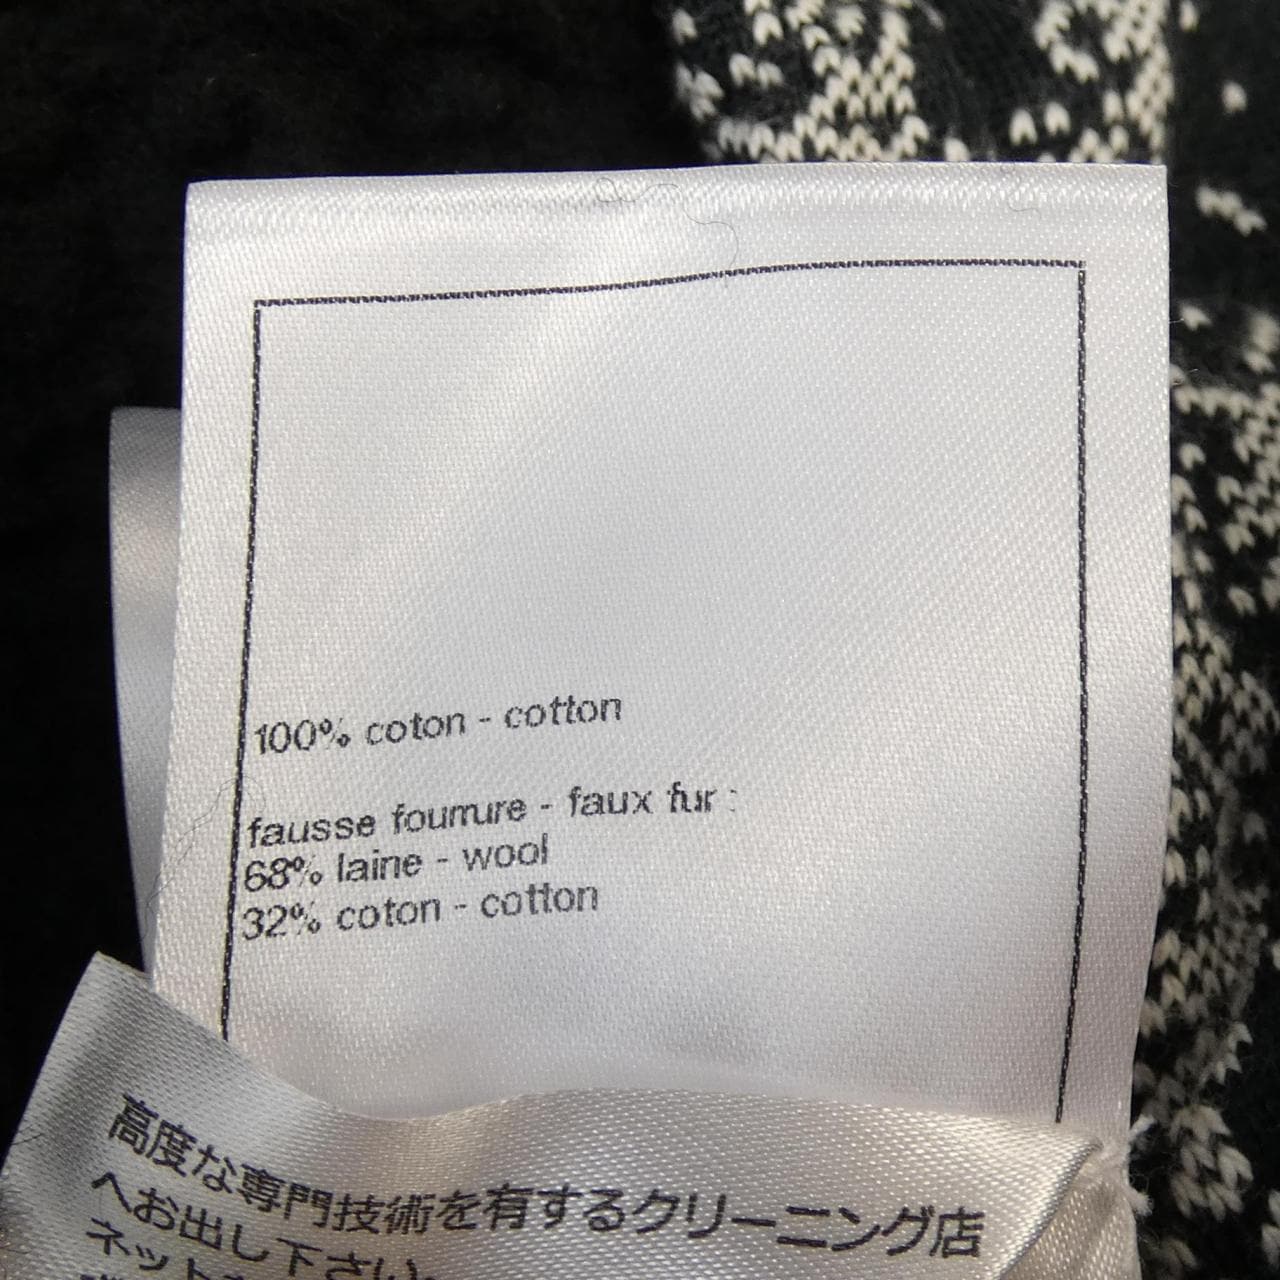 100% coton - cotton
fausse fourrure - faux fur :
68% laine - wool
32% coton - cotton
高度な専門技術を有するクリーニング店
へお出し下さい。
ネット